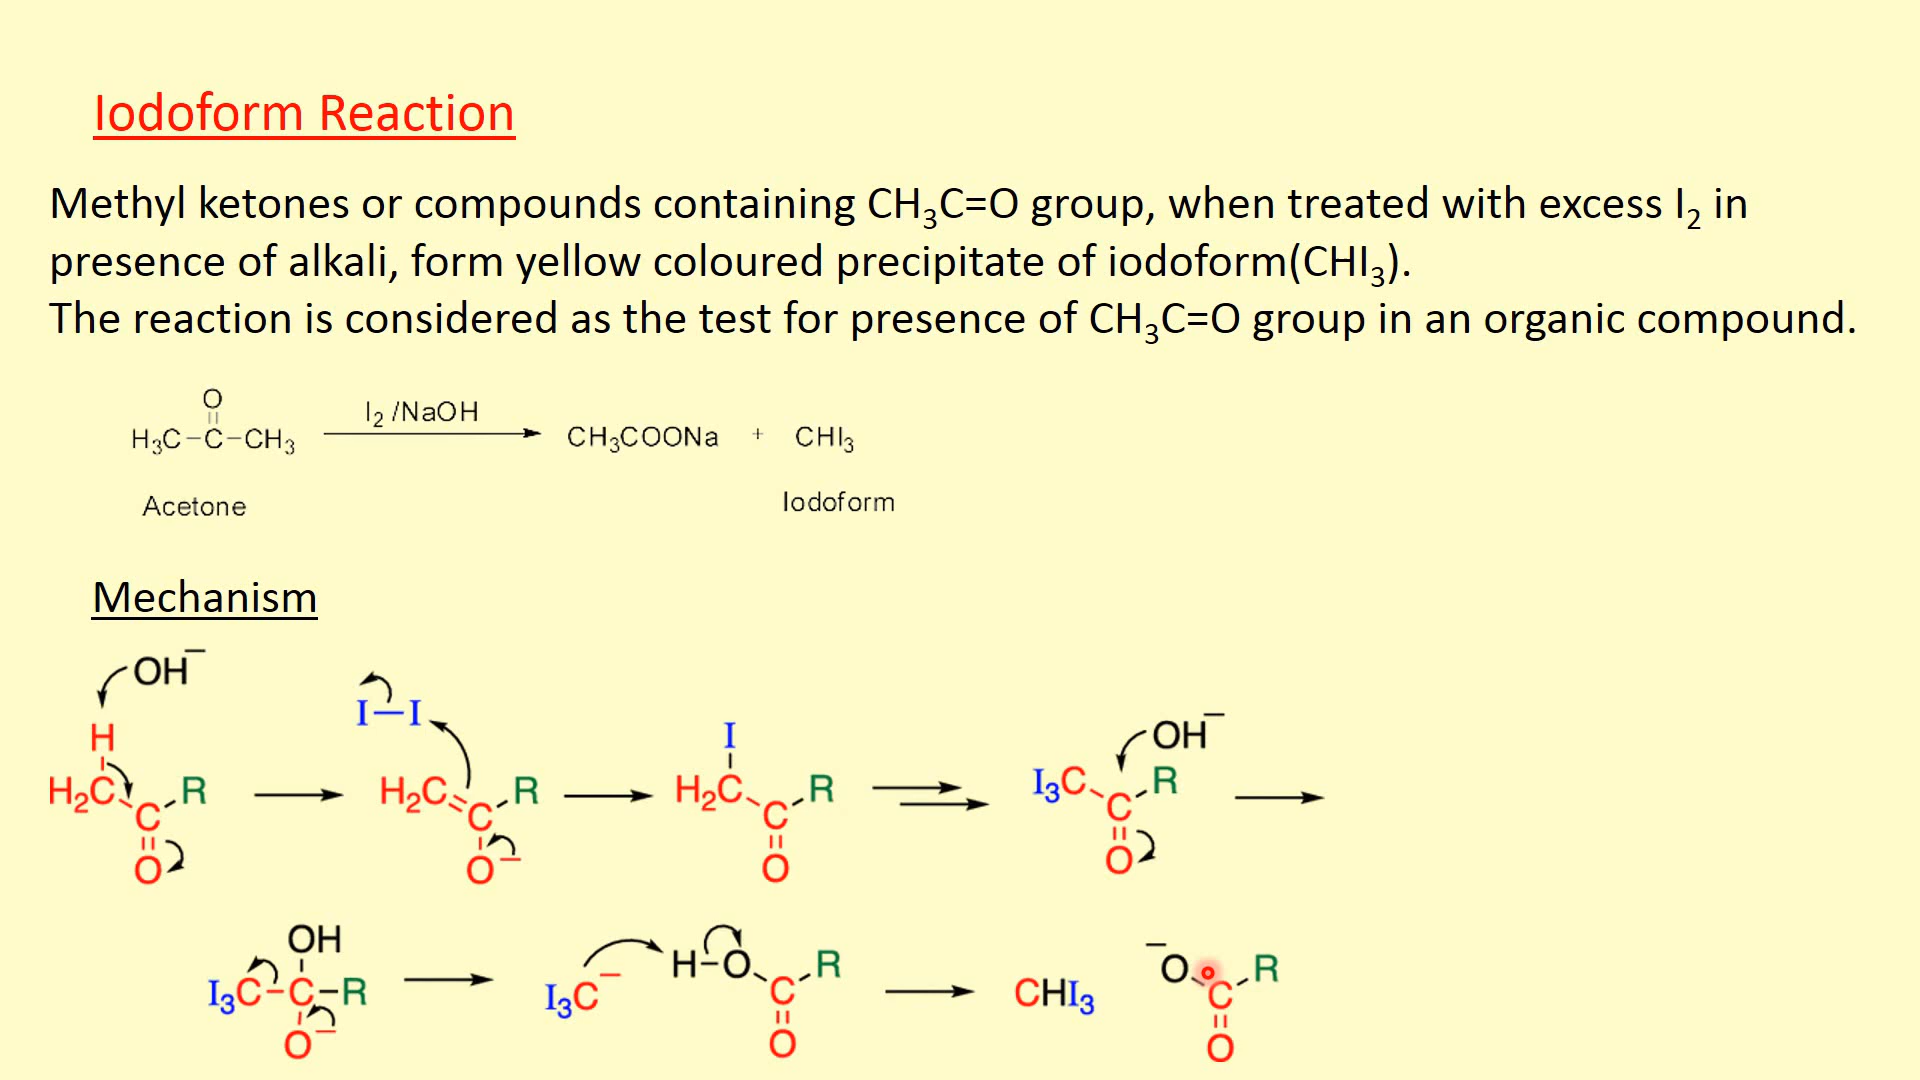 Iodoform Reaction
Methyl ketones or compounds containing CH₃C=O group, when treated with excess I₂ in
presence of alkali, form yellow coloured precipitate of iodoform(CHI₃).
The reaction is considered as the test for presence of CH₃C=O group in an organic compound.
O
H₃C-C-CH₃
I₂ /NaOH
CH₃COONa + CHI₃
Acetone
Iodoform
Mechanism
OH⁻
H
H₂C
C
R
O
I—I
H₂C
C
R
O⁻
I
H₂C
C
R
O
OH⁻
I₃C
C
R
O
OH
I₃C-C-R
O⁻
I₃C⁻
H-O
C
R
O
CHI₃
⁻O
C
R
O